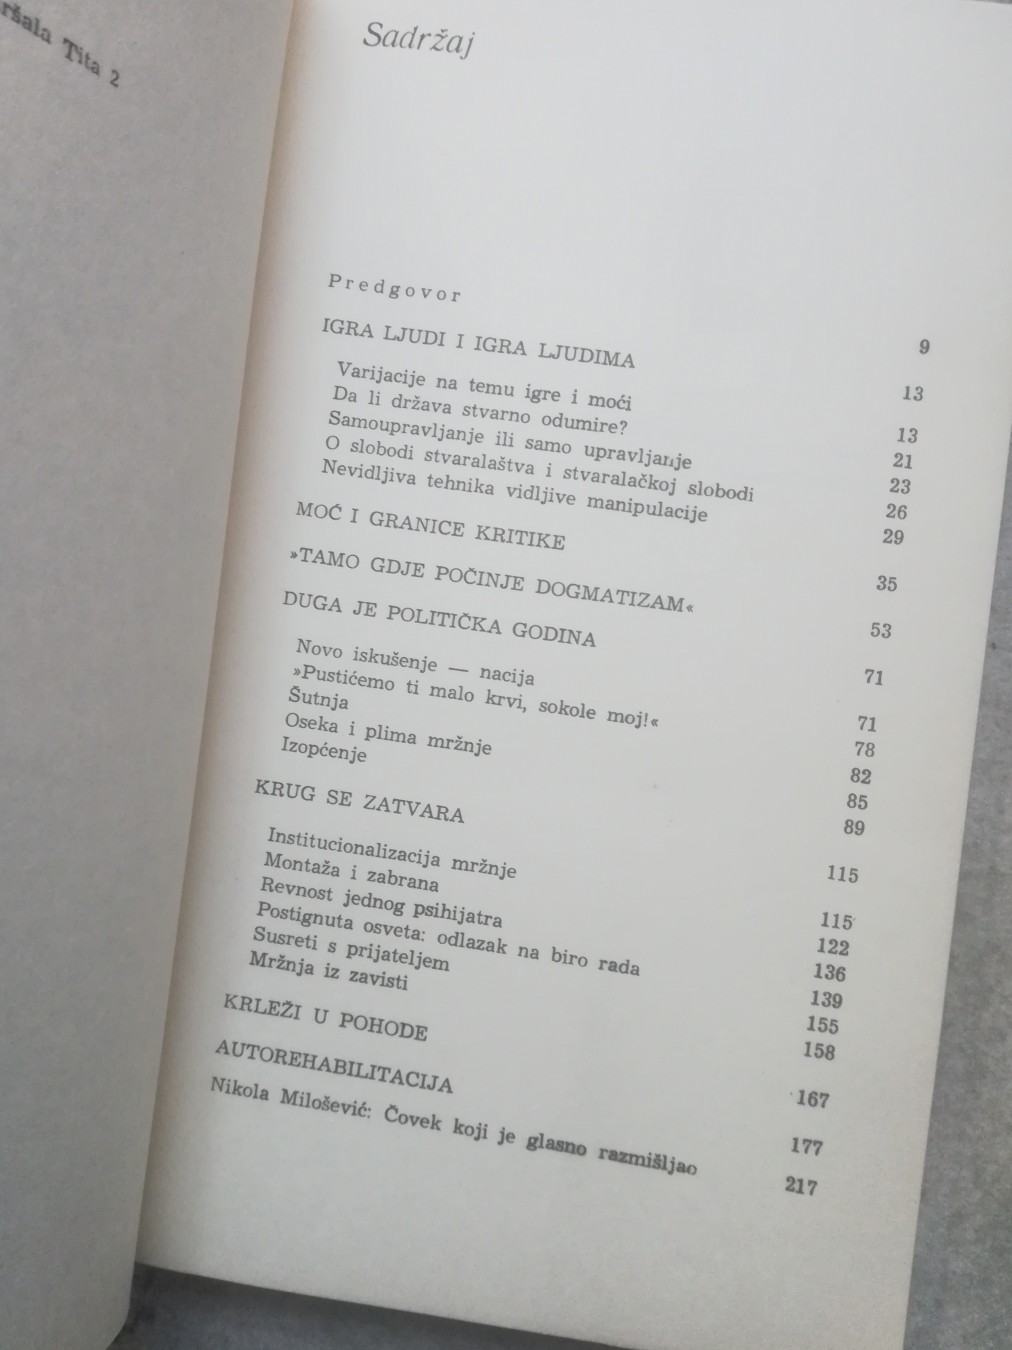 ršala Tita 2
Sadržaj
Predgovor 9
IGRA LJUDI I IGRA LJUDIMA 13
Varijacije na temu igre i moći 13
Da li država stvarno odumire? 21
Samoupravljanje ili samo upravljanje 23
O slobodi stvaralaštva i stvaralačkoj slobodi 26
Nevidljiva tehnika vidljive manipulacije 29
MOĆ I GRANICE KRITIKE 35
»TAMO GDJE POČINJE DOGMATIZAM« 53
DUGA JE POLITIČKA GODINA 71
Novo iskušenje — nacija 71
»Pustićemo ti malo krvi, sokole moj!« 78
Šutnja 82
Oseka i plima mržnje 85
Izopćenje 89
KRUG SE ZATVARA 115
Institucionalizacija mržnje 115
Montaža i zabrana 122
Revnost jednog psihijatra 136
Postignuta osveta: odlazak na biro rada 139
Susreti s prijateljem 155
Mržnja iz zavisti 158
KRLEŽI U POHODE 167
AUTOREHABILITACIJA 177
Nikola Milošević: Čovek koji je glasno razmišljao 217